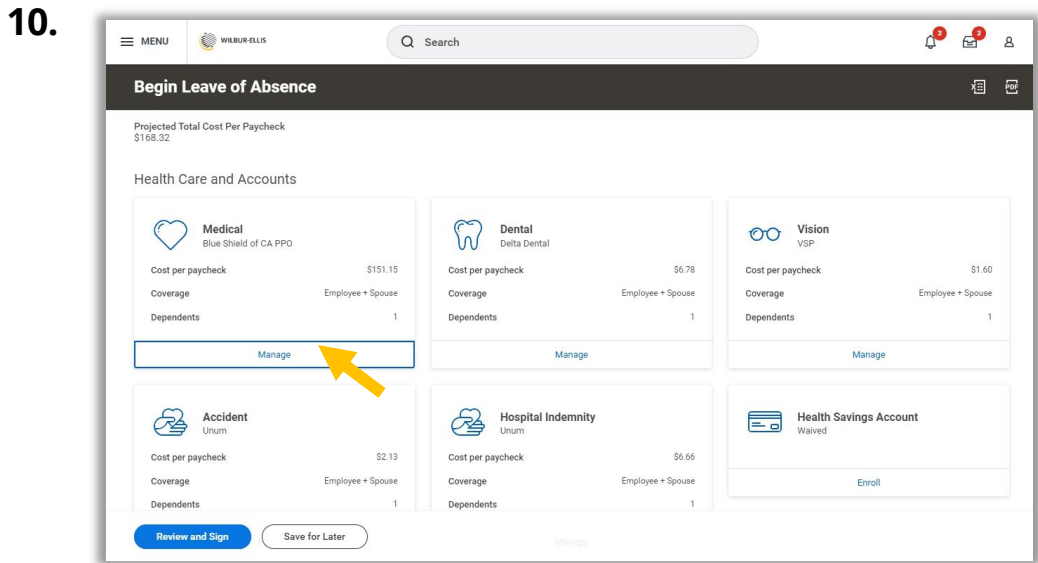 10.
MENU
WILBUR-ELLIS
Search
2
2
Begin Leave of Absence
X
PDF
Projected Total Cost Per Paycheck
$168.32
Health Care and Accounts
Medical
Blue Shield of CA PPO
Cost per paycheck $151.15
Coverage Employee + Spouse
Dependents 1
Manage
Dental
Delta Dental
Cost per paycheck $6.78
Coverage Employee + Spouse
Dependents 1
Manage
Vision
VSP
Cost per paycheck $1.60
Coverage Employee + Spouse
Dependents 1
Manage
Accident
Unum
Cost per paycheck $2.13
Coverage Employee + Spouse
Dependents 1
Hospital Indemnity
Unum
Cost per paycheck $6.66
Coverage Employee + Spouse
Dependents 1
Manage
Health Savings Account
Waived
Enroll
Review and Sign
Save for Later